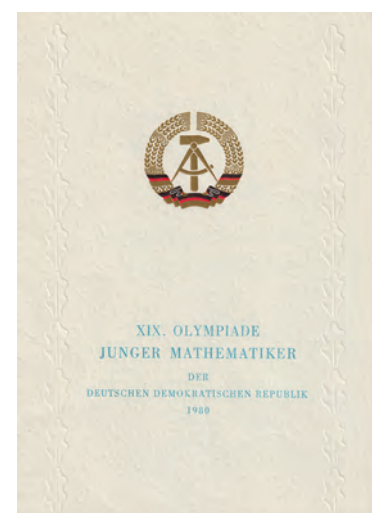 XIX. OLYMPIADE
JUNGER MATHEMATIKER
DER
DEUTSCHEN DEMOKRATISCHEN REPUBLIK
1980